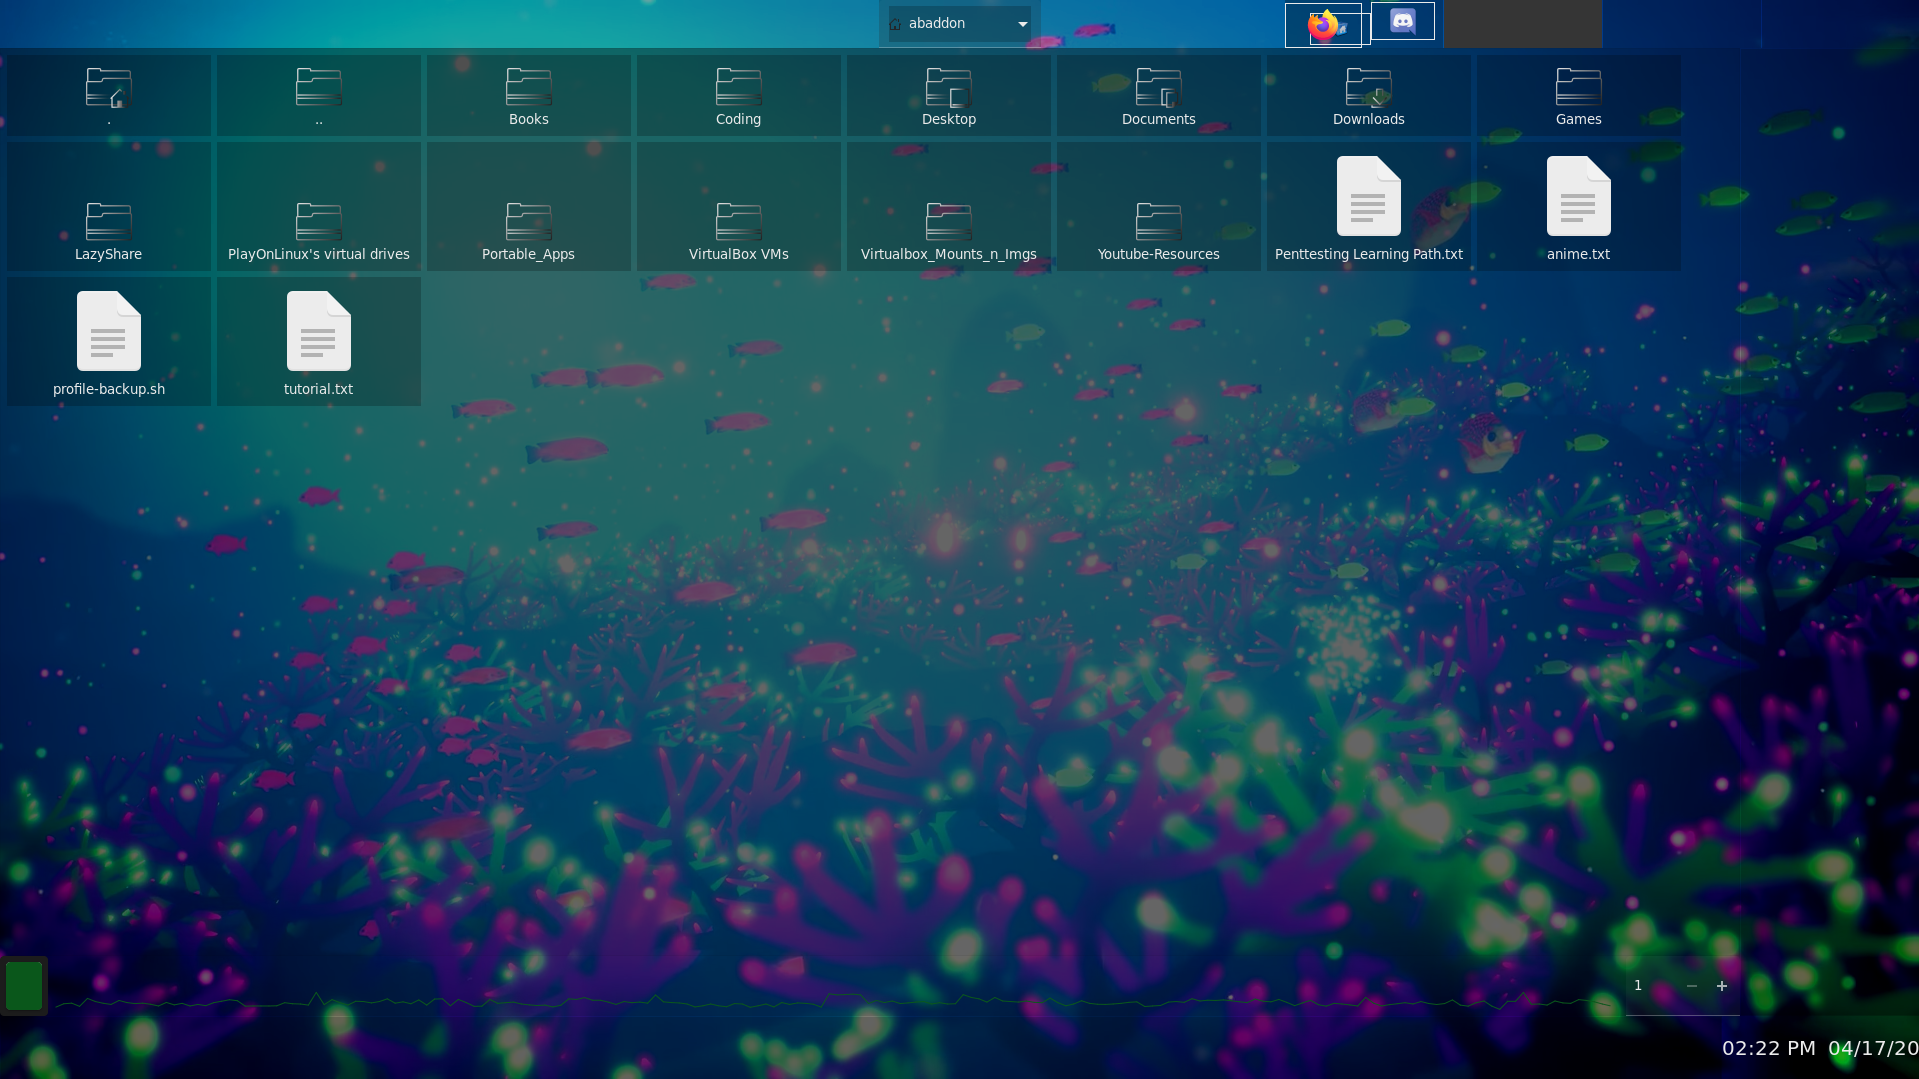 abaddon
.
..
Books
Coding
Desktop
Documents
Downloads
Games
LazyShare
PlayOnLinux's virtual drives
Portable_Apps
VirtualBox VMs
Virtualbox_Mounts_n_Imgs
Youtube-Resources
Penttesting Learning Path.txt
anime.txt
profile-backup.sh
tutorial.txt
1
02:22 PM 04/17/20